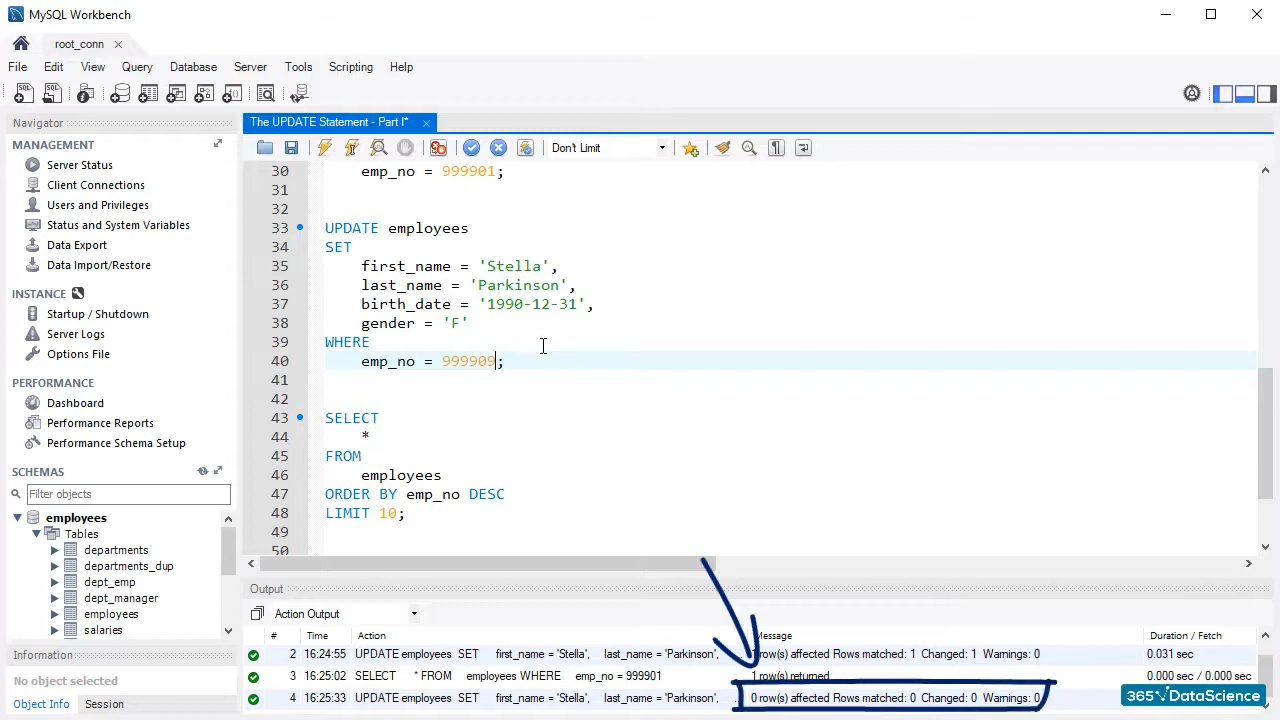 MySQL Workbench
root_conn
File Edit View Query Database Server Tools Scripting Help
Navigator
MANAGEMENT
Server Status
Client Connections
Users and Privileges
Status and System Variables
Data Export
Data Import/Restore
INSTANCE
Startup / Shutdown
Server Logs
Options File
PERFORMANCE
Dashboard
Performance Reports
Performance Schema Setup
SCHEMAS
Filter objects
employees
Tables
departments
departments_dup
dept_emp
dept_manager
employees
salaries
Information
No object selected
Object Info Session
The UPDATE Statement - Part I*
Don't Limit
30 emp_no = 999901;
31
32
33 UPDATE employees
34 SET
35 first_name = 'Stella',
36 last_name = 'Parkinson',
37 birth_date = '1990-12-31',
38 gender = 'F'
39 WHERE
40 emp_no = 999909;
41
42
43 SELECT
44 *
45 FROM
46 employees
47 ORDER BY emp_no DESC
48 LIMIT 10;
49
50
Output
Action Output
# Time Action Message Duration / Fetch
2 16:24:55 UPDATE employees SET first_name = 'Stella', last_name = 'Parkinson', 1 row(s) affected Rows matched: 1 Changed: 1 Warnings: 0 0.031 sec
3 16:25:02 SELECT * FROM employees WHERE emp_no = 999901 1 row(s) returned 0.000 sec / 0.000 sec
4 16:25:33 UPDATE employees SET first_name = 'Stella', last_name = 'Parkinson', ... 0 row(s) affected Rows matched: 0 Changed: 0 Warnings: 0
365 DataScience